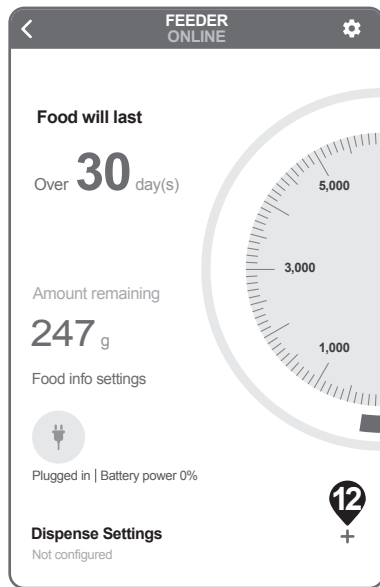 FEEDER
ONLINE
Food will last
Over 30 day(s)
5,000
3,000
Amount remaining
247 g
1,000
Food info settings
Plugged in | Battery power 0%
12
Dispense Settings
+
Not configured